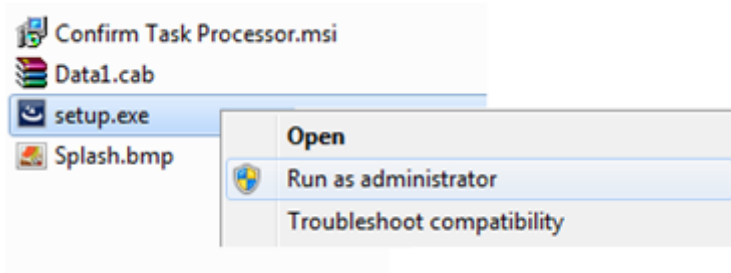 Confirm Task Processor.msi
Data1.cab
setup.exe
Splash.bmp
Open
Run as administrator
Troubleshoot compatibility